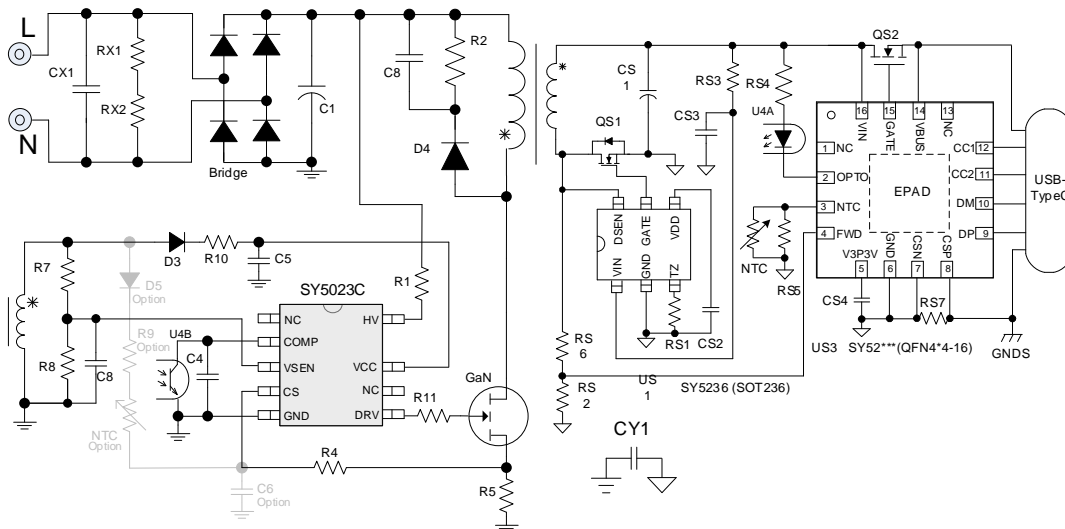 L
RX1
CX1
RX2
N
Bridge
C1
C8
R2
*
D4
*
CS
1
RS3
RS4
QS2
QS1
CS3
U4A
16
15
14
13
VIN
GATE
VBUS
NC
1
NC
2
OPTO
3
NTC
4
FWD
EPAD
CC1
12
CC2
11
DM
10
DP
9
V3P3V
GND
CSN
CSP
5
6
7
8
USB-
TypeC
DSEN
GATE
VDD
VIN
GND
TZ
NTC
RS5
CS4
RS7
GNDS
US3
SY52***(QFN4*4-16)
RS1
CS2
RS
6
RS
2
US
1
SY5236 (SOT236)
R7
*
D3
R10
C5
R1
D5
Option
R9
Option
R8
C8
U4B
C4
SY5023C
NC
COMP
VSEN
CS
GND
HV
VCC
NC
DRV
R11
GaN
NTC
Option
R4
C6
Option
R5
CY1